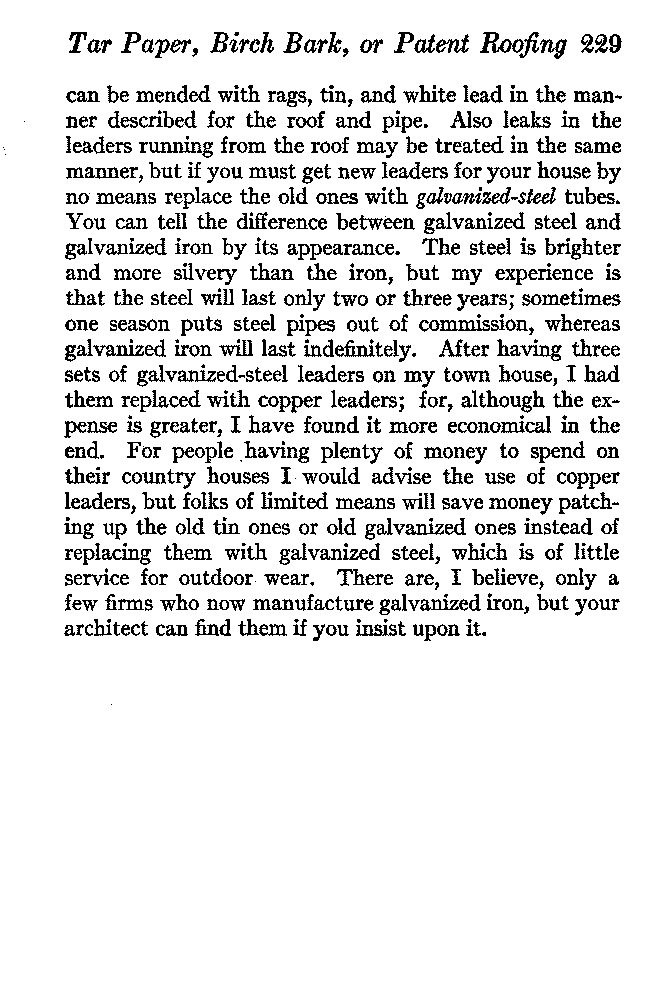 Tar Paper, Birch Bark, or Patent Roofing 229
can be mended with rags, tin, and white lead in the man-
ner described for the roof and pipe. Also leaks in the
leaders running from the roof may be treated in the same
manner, but if you must get new leaders for your house by
no means replace the old ones with galvanized-steel tubes.
You can tell the difference between galvanized steel and
galvanized iron by its appearance. The steel is brighter
and more silvery than the iron, but my experience is
that the steel will last only two or three years; sometimes
one season puts steel pipes out of commission, whereas
galvanized iron will last indefinitely. After having three
sets of galvanized-steel leaders on my town house, I had
them replaced with copper leaders; for, although the ex-
pense is greater, I have found it more economical in the
end. For people having plenty of money to spend on
their country houses I would advise the use of copper
leaders, but folks of limited means will save money patch-
ing up the old tin ones or old galvanized ones instead of
replacing them with galvanized steel, which is of little
service for outdoor wear. There are, I believe, only a
few firms who now manufacture galvanized iron, but your
architect can find them if you insist upon it.